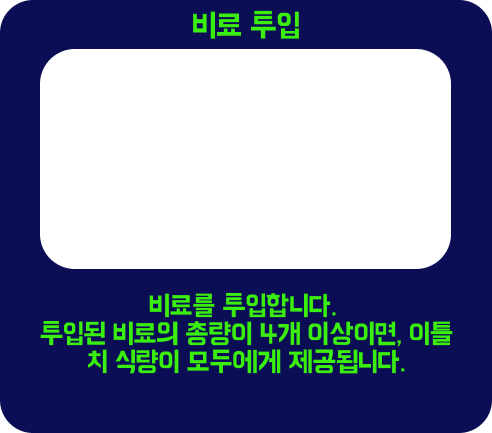 비료 투입
비료를 투입합니다.
투입된 비료의 총량이 4개 이상이면, 이틀
치 식량이 모두에게 제공됩니다.